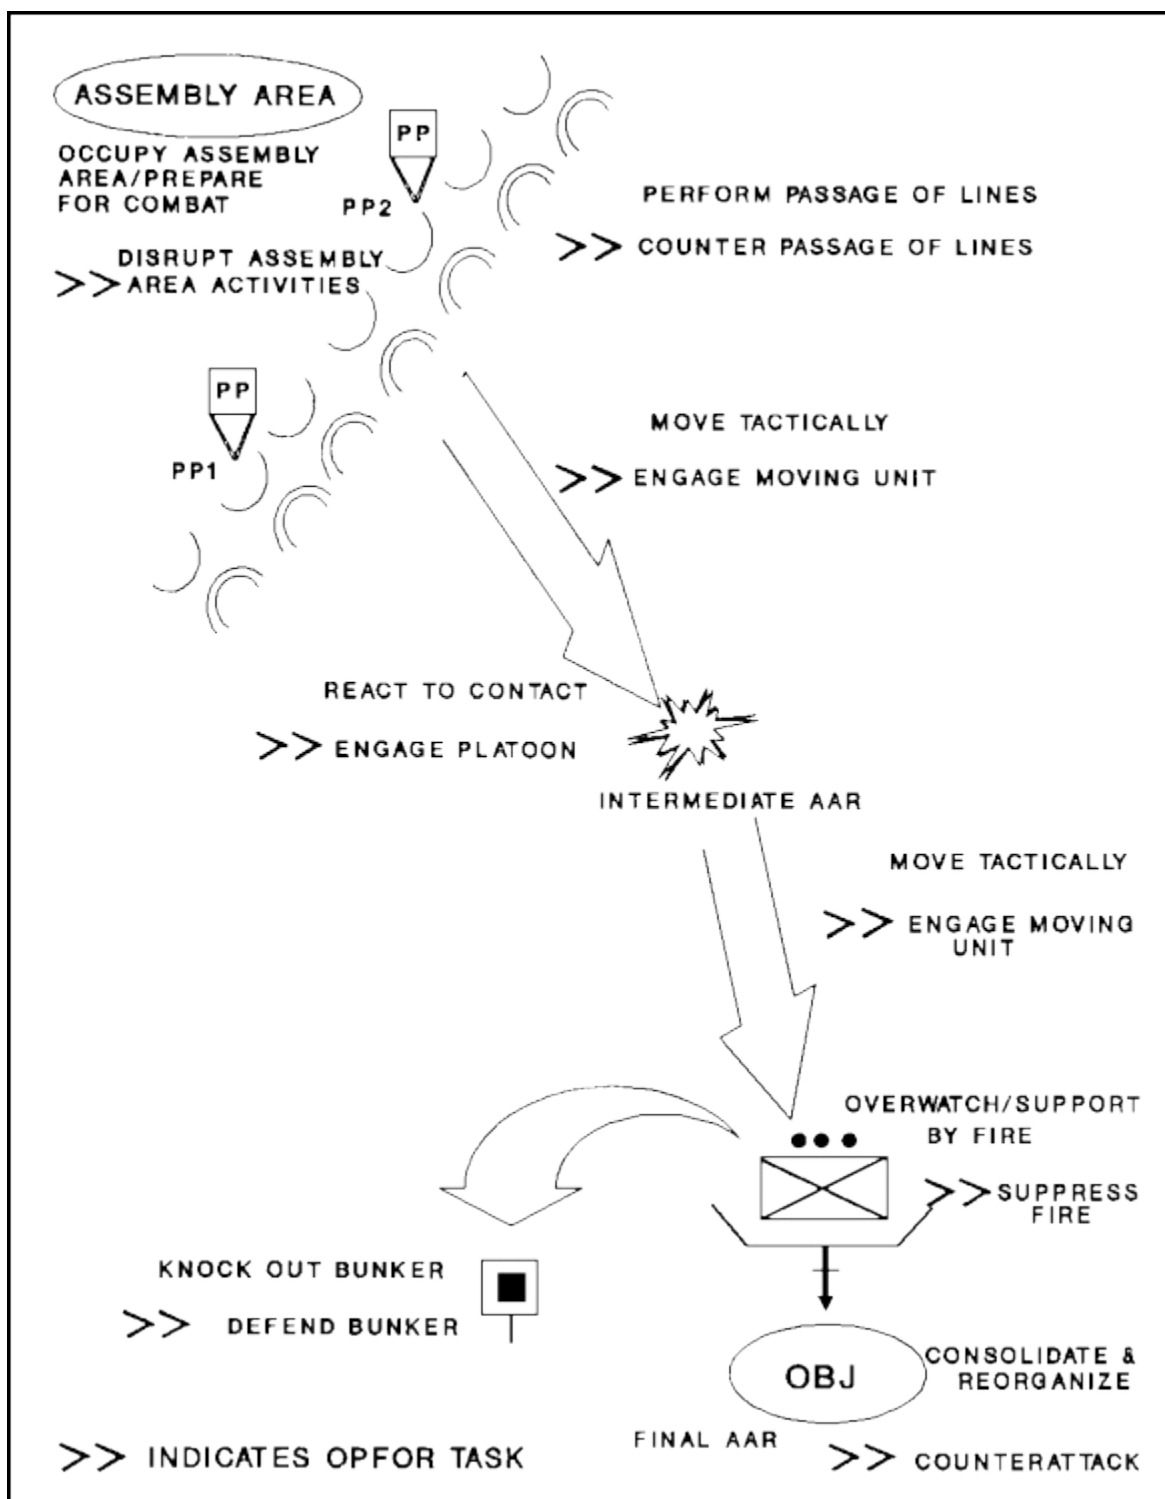 ASSEMBLY AREA
OCCUPY ASSEMBLY
AREA/PREPARE
FOR COMBAT
PP
PP2
>> DISRUPT ASSEMBLY
AREA ACTIVITIES
PERFORM PASSAGE OF LINES
>> COUNTER PASSAGE OF LINES
PP
PP1
MOVE TACTICALLY
>> ENGAGE MOVING UNIT
REACT TO CONTACT
>> ENGAGE PLATOON
INTERMEDIATE AAR
MOVE TACTICALLY
>> ENGAGE MOVING
UNIT
OVERWATCH/SUPPORT
BY FIRE
>> SUPPRESS
FIRE
KNOCK OUT BUNKER
>> DEFEND BUNKER
OBJ
CONSOLIDATE &
REORGANIZE
FINAL AAR
>> COUNTERATTACK
>> INDICATES OPFOR TASK